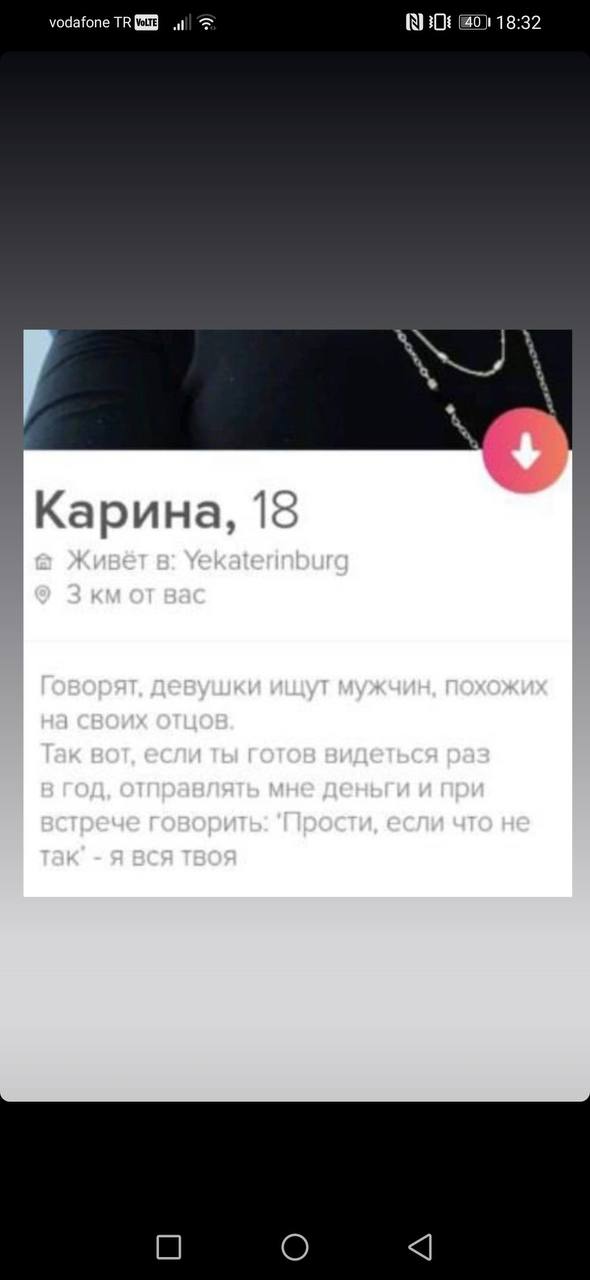 vodafone TR VoLTE 40 18:32
Карина, 18
Живёт в: Yekaterinburg
3 км от вас
Говорят, девушки ищут мужчин, похожих
на своих отцов.
Так вот, если ты готов видеться раз
в год, отправлять мне деньги и при
встрече говорить: 'Прости, если что не
так' - я вся твоя